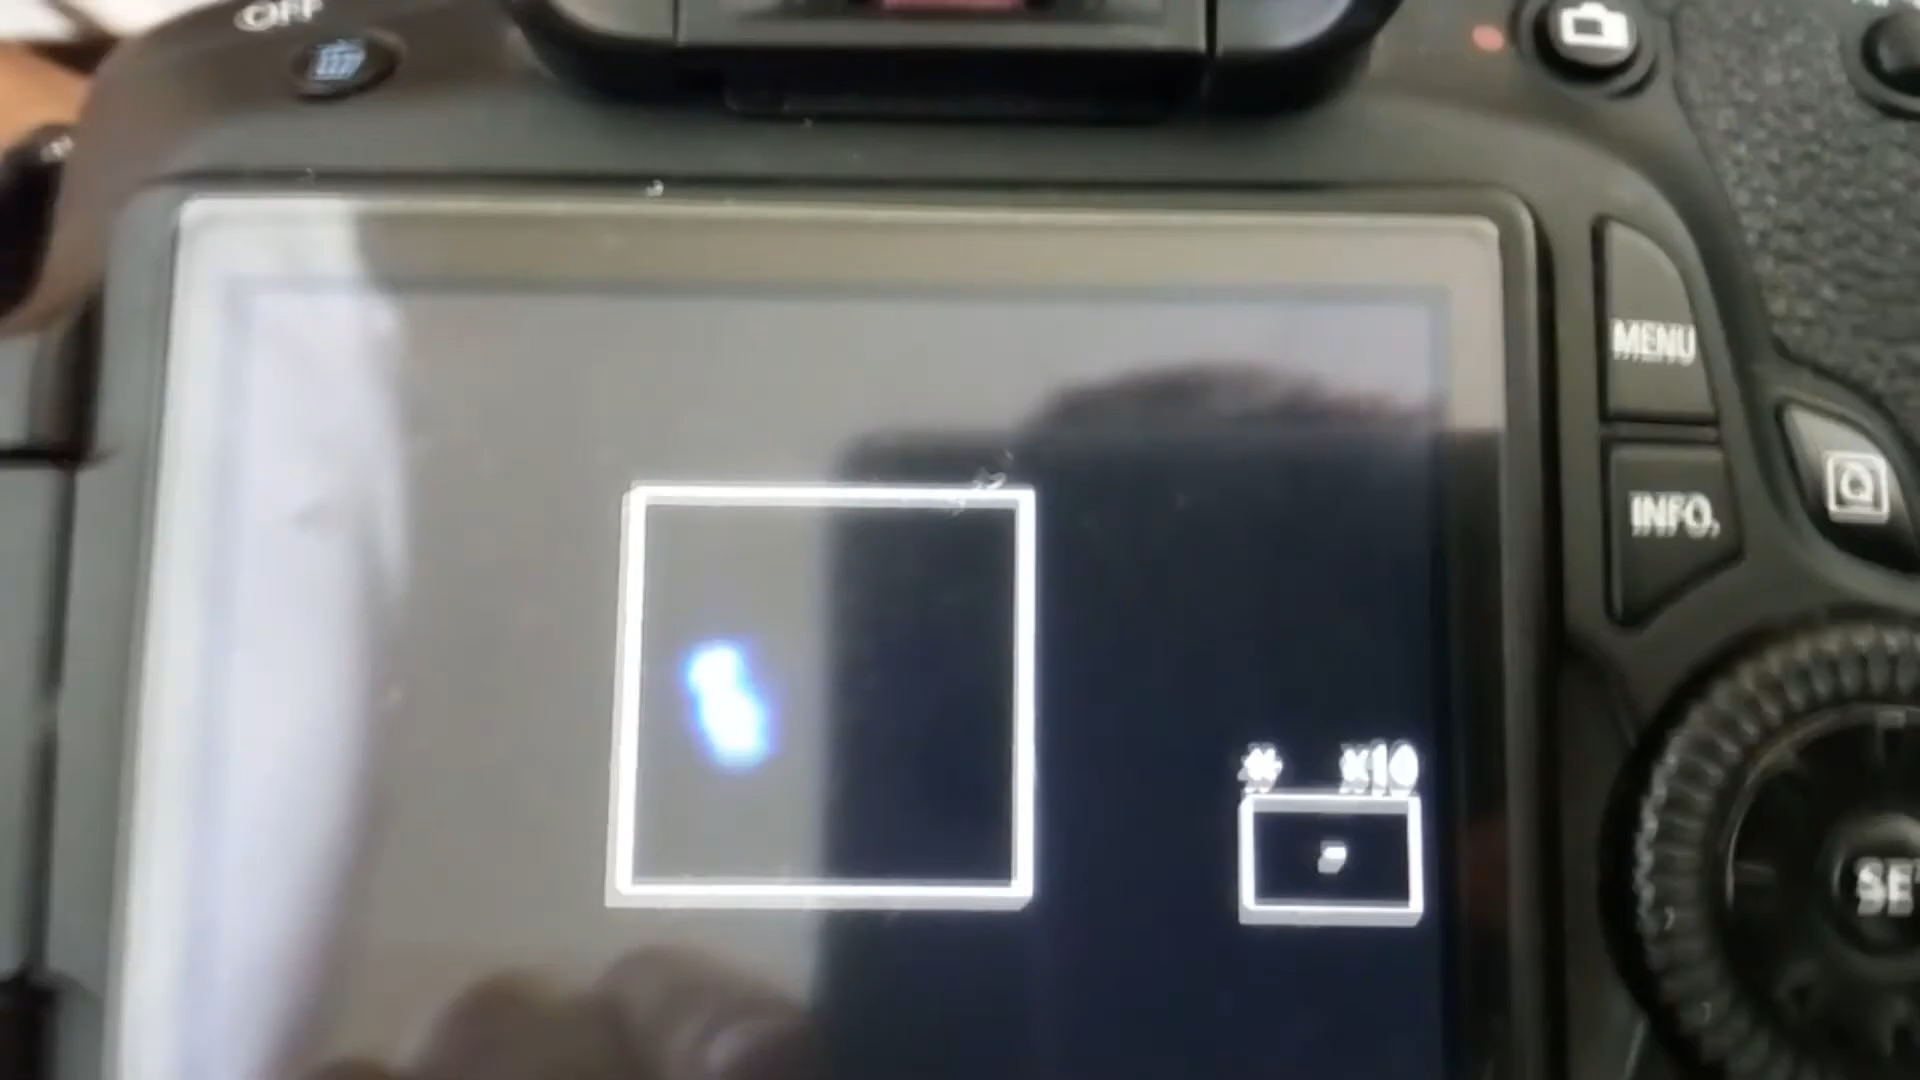 OFF
MENU
INFO.
Q
x10
SET